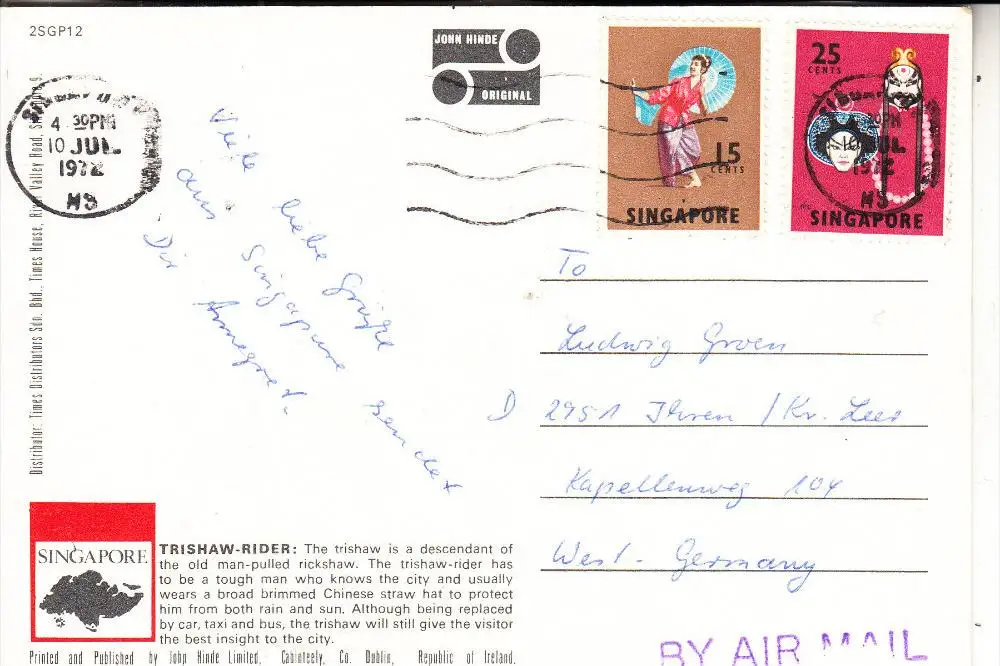 2SGP12
JOHN HINDE
ORIGINAL
4 30PM
10 JUL
1972
15
CENTS
SINGAPORE
25
CENTS
SINGAPORE
Viele liebe Grüße
aus Singapore sendet
Dir Annegret.
To
Ludwig Groen
D 2951 Ihren / Kr. Leer
Kapellenweg 104
West-Germany
BY AIR MAIL
Distributor: Times Distributors Sdn. Bhd., Times House, River Valley Road, Singapore 9.
SINGAPORE
TRISHAW-RIDER: The trishaw is a descendant of
the old man-pulled rickshaw. The trishaw-rider has
to be a tough man who knows the city and usually
wears a broad brimmed Chinese straw hat to protect
him from both rain and sun. Although being replaced
by car, taxi and bus, the trishaw will still give the visitor
the best insight to the city.
Printed and Published by John Hinde Limited, Cabinteely, Co. Dublin, Republic of Ireland.